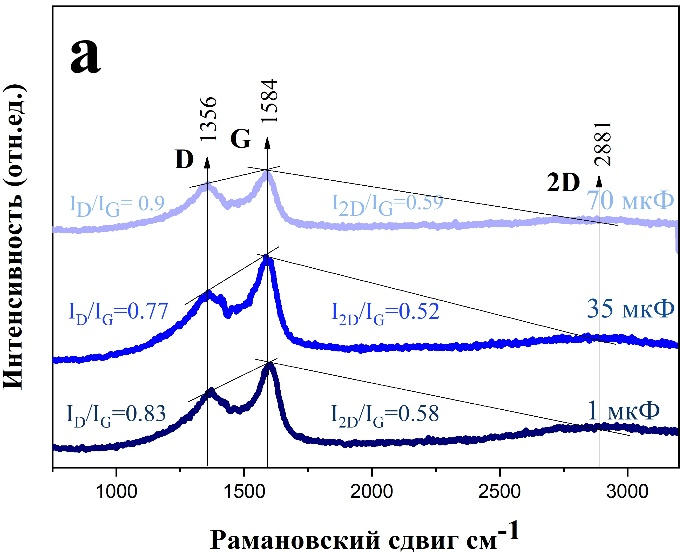 а
1356
1584
2881
D
G
2D
I_D/I_G= 0.9
I_2D/I_G=0.59
70 мкФ
I_D/I_G=0.77
I_2D/I_G=0.52
35 мкФ
I_D/I_G=0.83
I_2D/I_G=0.58
1 мкФ
Интенсивность (отн.ед.)
1000
1500
2000
2500
3000
Рамановский сдвиг см⁻¹